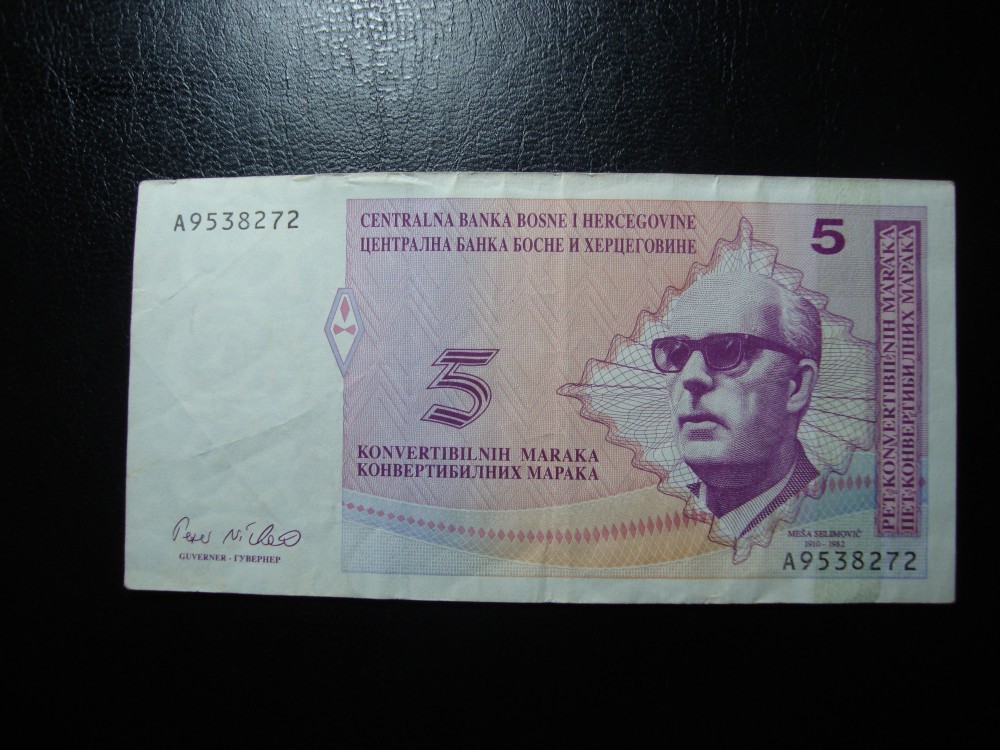 A9538272
CENTRALNA BANKA BOSNE I HERCEGOVINE
ЦЕНТРАЛНА БАНКА БОСНЕ И ХЕРЦЕГОВИНЕ
5
PET KONVERTIBILNIH MARAKA
ПЕТ КОНВЕРТИБИЛНИХ МАРАКА
5
KONVERTIBILNIH MARAKA
КОНВЕРТИБИЛНИХ МАРАКА
GUVERNER - ГУВЕРНЕР
MEŠA SELIMOVIĆ
1910 - 1982
A9538272